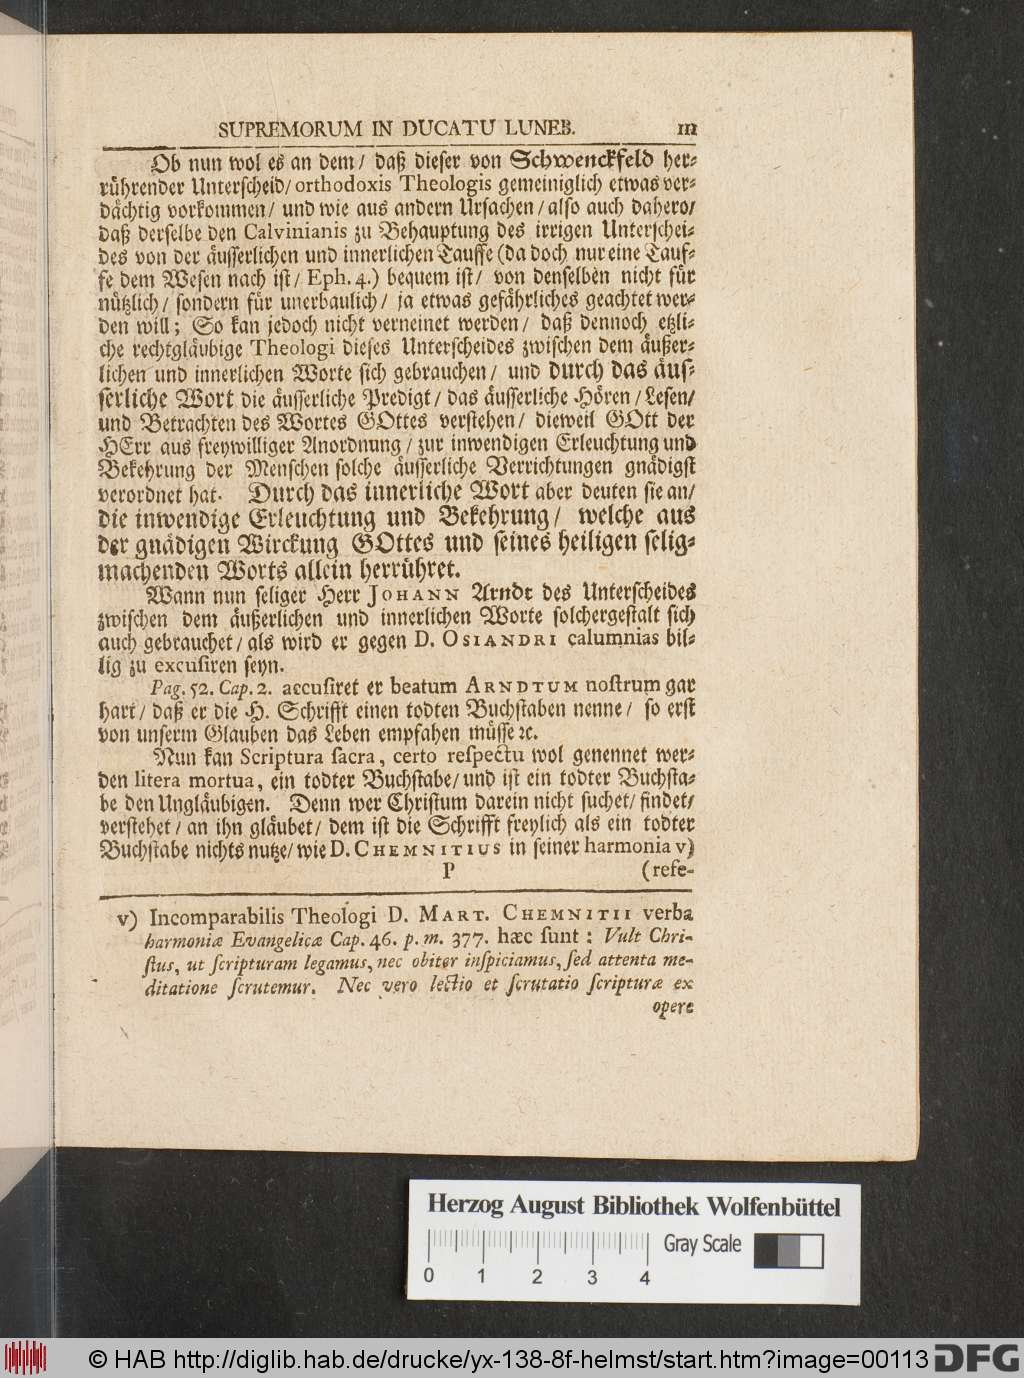 SUPREMORUM IN DUCATU LUNEB. 111
Ob nun wol es an dem/ daß dieser von Schwenckfeld her-
rührender Unterscheid/ orthodoxis Theologis gemeiniglich etwas ver-
dächtig vorkommen/ und wie aus andern Ursachen/ also auch dahero/
daß derselbe den Calvinianis zu Behauptung des irrigen Unterschei-
des von der äusserlichen und innerlichen Tauffe (da doch nur eine Tauf-
fe dem Wesen nach ist/ Eph. 4.) bequem ist/ von denselben nicht für
nützlich/ sondern für unerbaulich/ ja etwas gefährliches geachtet wer-
den will; So kan jedoch nicht verneinet werden/ daß dennoch etzli-
che rechtgläubige Theologi dieses Unterscheides zwischen dem äußer-
lichen und innerlichen Worte sich gebrauchen/ und durch das äus-
serliche Wort die äusserliche Predigt/ das äusserliche Hören/ Lesen/
und Betrachten des Wortes GOttes verstehen/ dieweil GOtt der
HErr aus freywilliger Anordnung/ zur inwendigen Erleuchtung und
Bekehrung der Menschen solche äusserliche Verrichtungen gnädigst
verordnet hat. Durch das innerliche Wort aber deuten sie an/
die inwendige Erleuchtung und Bekehrung/ welche aus
der gnädigen Wirckung GOttes und seines heiligen selig-
machenden Worts allein herrühret.
Wann nun seliger Herr JOHANN Arndt des Unterscheides
zwischen dem äußerlichen und innerlichen Worte solchergestalt sich
auch gebrauchet/ als wird er gegen D. OSIANDRI calumnias bil-
lig zu excusiren seyn.
Pag. 52. Cap. 2. accusiret er beatum ARNDTUM nostrum gar
hart/ daß er die H. Schrifft einen todten Buchstaben nenne/ so erst
von unserm Glauben das Leben empfahen müsse ꝛc.
Nun kan Scriptura sacra, certo respectu wol genennet wer-
den litera mortua, ein todter Buchstabe/ und ist ein todter Buchsta-
be den Ungläubigen. Denn wer Christum darein nicht suchet/ findet/
verstehet/ an ihn gläubet/ dem ist die Schrifft freylich als ein todter
Buchstabe nichts nutze/ wie D. CHEMNITIUS in seiner harmonia v)
P (refe-
v) Incomparabilis Theologi D. MART. CHEMNITII verba
harmoniæ Evangelicæ Cap. 46. p. m. 377. hæc sunt: Vult Chri-
stus, ut scripturam legamus, nec obiter inspiciamus, sed attenta me-
ditatione scrutemur. Nec vero lectio et scrutatio scripturæ ex
opere
Herzog August Bibliothek Wolfenbüttel
Gray Scale
0 1 2 3 4
© HAB http://diglib.hab.de/drucke/yx-138-8f-helmst/start.htm?image=00113 DFG